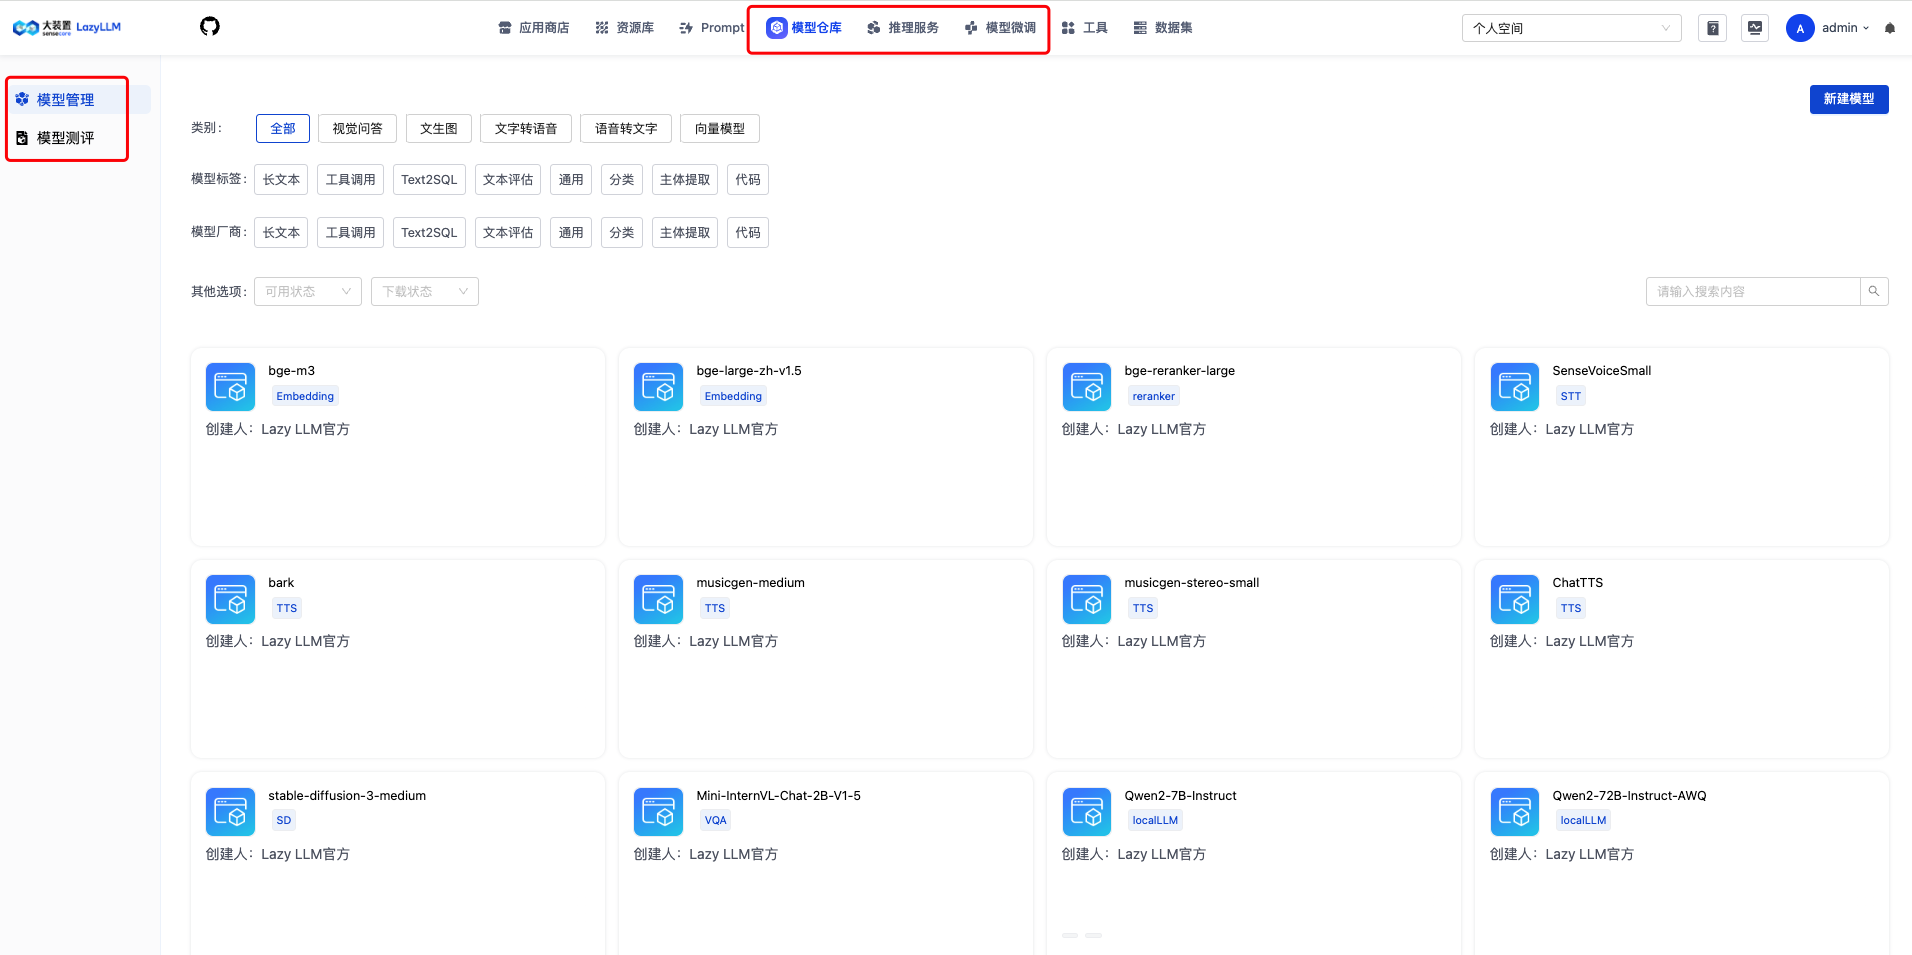 大装置 sensecore LazyLLM 应用商店 资源库 Prompt 模型仓库 推理服务 模型微调 工具 数据集 个人空间 A admin
模型管理
模型测评
新建模型
类别： 全部 视觉问答 文生图 文字转语音 语音转文字 向量模型
模型标签： 长文本 工具调用 Text2SQL 文本评估 通用 分类 主体提取 代码
模型厂商： 长文本 工具调用 Text2SQL 文本评估 通用 分类 主体提取 代码
其他选项： 可用状态 下载状态 请输入搜索内容
bge-m3
Embedding
创建人：Lazy LLM官方
bge-large-zh-v1.5
Embedding
创建人：Lazy LLM官方
bge-reranker-large
reranker
创建人：Lazy LLM官方
SenseVoiceSmall
STT
创建人：Lazy LLM官方
bark
TTS
创建人：Lazy LLM官方
musicgen-medium
TTS
创建人：Lazy LLM官方
musicgen-stereo-small
TTS
创建人：Lazy LLM官方
ChatTTS
TTS
创建人：Lazy LLM官方
stable-diffusion-3-medium
SD
创建人：Lazy LLM官方
Mini-InternVL-Chat-2B-V1-5
VQA
创建人：Lazy LLM官方
Qwen2-7B-Instruct
localLLM
创建人：Lazy LLM官方
Qwen2-72B-Instruct-AWQ
localLLM
创建人：Lazy LLM官方